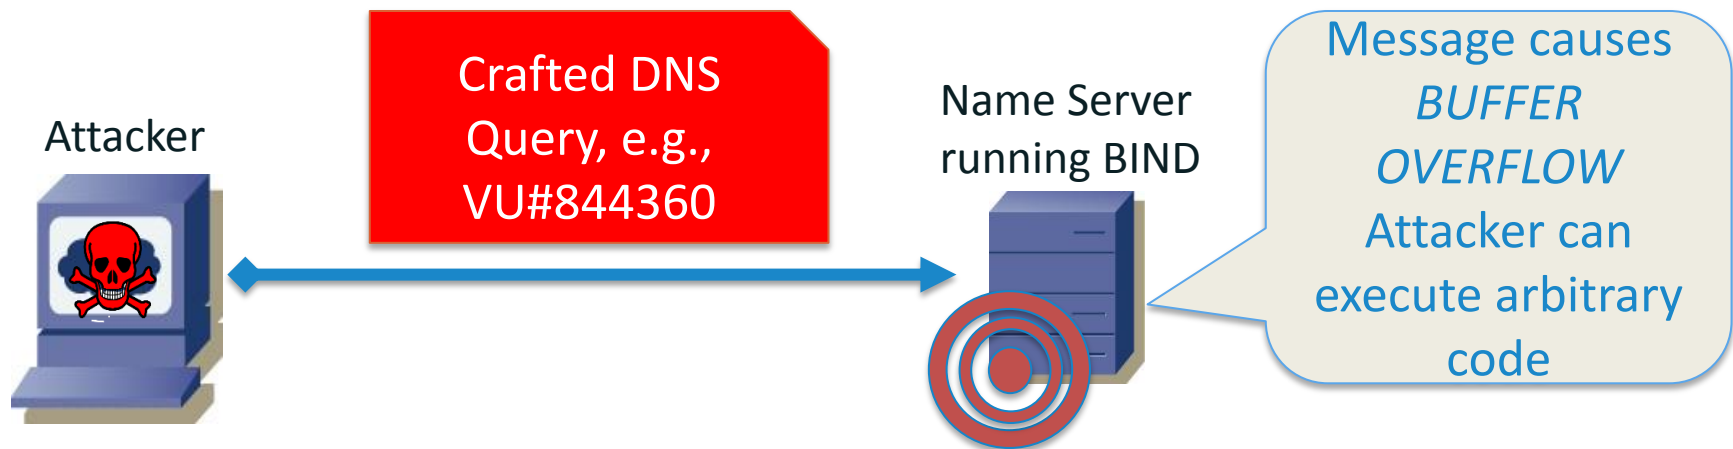 Attacker
Crafted DNS
Query, e.g.,
VU#844360
Name Server
running BIND
Message causes
BUFFER
OVERFLOW
Attacker can
execute arbitrary
code